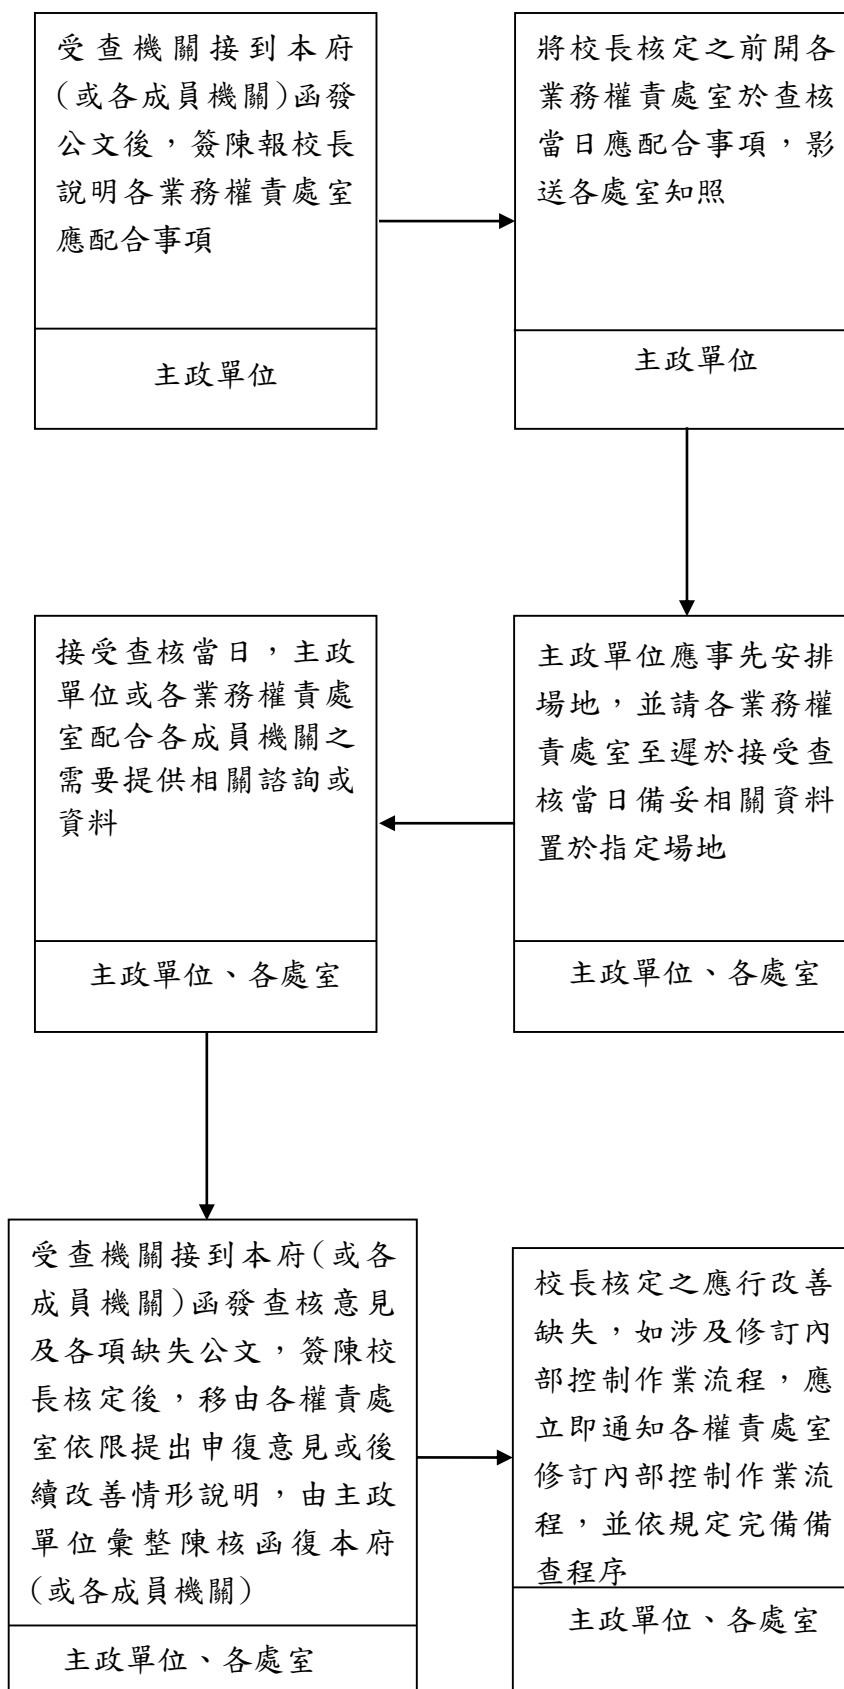 受查機關接到本府
(或各成員機關)函發
公文後，簽陳報校長
說明各業務權責處室
應配合事項
主政單位
將校長核定之前開各
業務權責處室於查核
當日應配合事項，影
送各處室知照
主政單位
主政單位應事先安排
場地，並請各業務權
責處室至遲於接受查
核當日備妥相關資料
置於指定場地
主政單位、各處室
接受查核當日，主政
單位或各業務權責處
室配合各成員機關之
需要提供相關諮詢或
資料
主政單位、各處室
受查機關接到本府(或各
成員機關)函發查核意見
及各項缺失公文，簽陳校
長核定後，移由各權責處
室依限提出申復意見或後
續改善情形說明，由主政
單位彙整陳核函復本府
(或各成員機關)
主政單位、各處室
校長核定之應行改善
缺失，如涉及修訂內
部控制作業流程，應
立即通知各權責處室
修訂內部控制作業流
程，並依規定完備備
查程序
主政單位、各處室